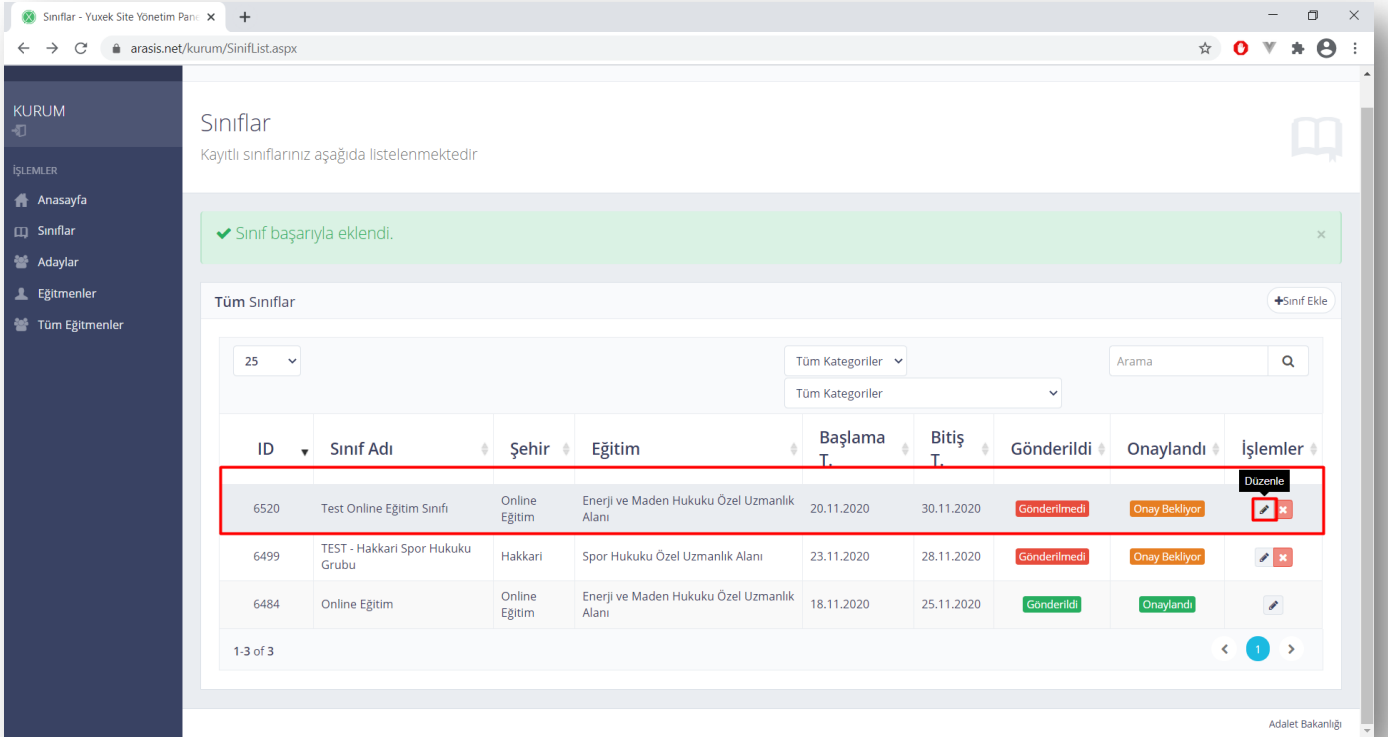 Sınıflar - Yuxek Site Yönetim Pane
arasis.net/kurum/SinifList.aspx
KURUM
İŞLEMLER
Anasayfa
Sınıflar
Adaylar
Eğitmenler
Tüm Eğitmenler
Sınıflar
Kayıtlı sınıflarınız aşağıda listelenmektedir
Sınıf başarıyla eklendi.
Tüm Sınıflar
Sınıf Ekle
25
Tüm Kategoriler
Arama
Tüm Kategoriler
ID Sınıf Adı Şehir Eğitim Başlama T. Bitiş T. Gönderildi Onaylandı İşlemler
Düzenle
6520 Test Online Eğitim Sınıfı Online Eğitim Enerji ve Maden Hukuku Özel Uzmanlık Alanı 20.11.2020 30.11.2020 Gönderilmedi Onay Bekliyor
6499 TEST - Hakkari Spor Hukuku Grubu Hakkari Spor Hukuku Özel Uzmanlık Alanı 23.11.2020 28.11.2020 Gönderilmedi Onay Bekliyor
6484 Online Eğitim Online Eğitim Enerji ve Maden Hukuku Özel Uzmanlık Alanı 18.11.2020 25.11.2020 Gönderildi Onaylandı
1-3 of 3
1
Adalet Bakanlığı